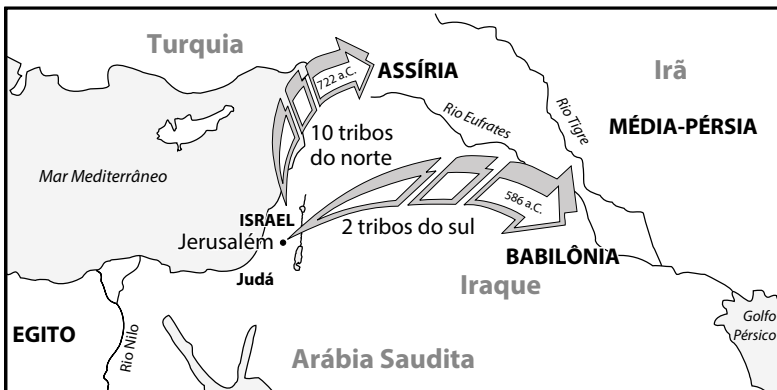 Turquia
722 a.C.
ASSÍRIA
Irã
Rio Eufrates
Rio Tigre
MÉDIA-PÉRSIA
10 tribos
do norte
Mar Mediterrâneo
586 a.C.
ISRAEL
2 tribos do sul
Jerusalém
BABILÔNIA
Judá
Iraque
EGITO
Rio Nilo
Golfo
Pérsico
Arábia Saudita